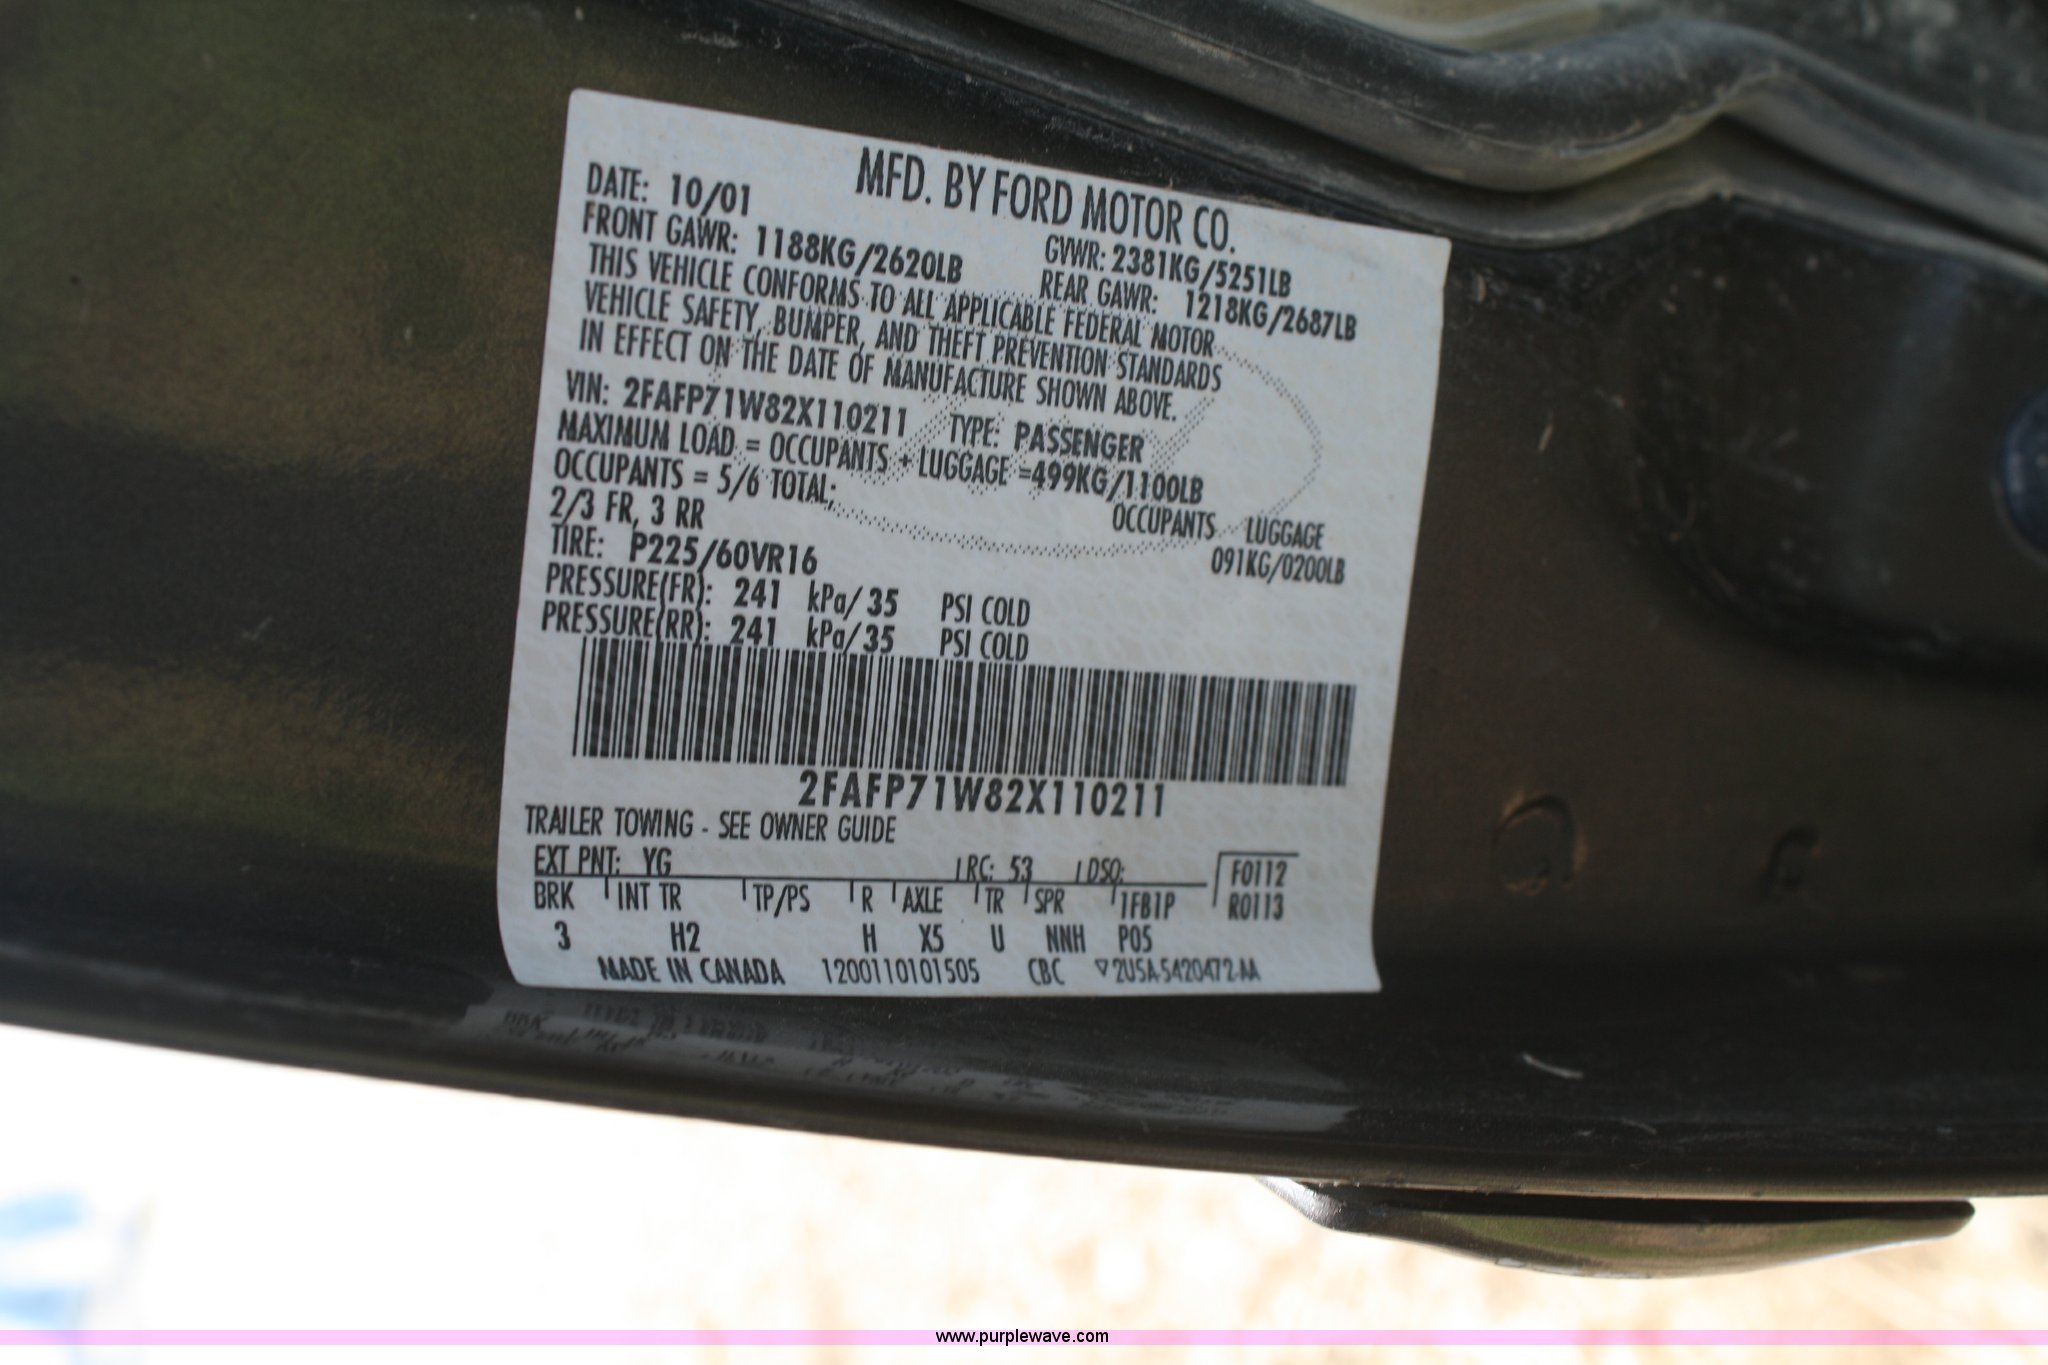 MFD. BY FORD MOTOR CO.
DATE: 10/01 GVWR: 2381KG/5251LB
FRONT GAWR: 1188KG/2620LB REAR GAWR: 1218KG/2687LB
THIS VEHICLE CONFORMS TO ALL APPLICABLE FEDERAL MOTOR
VEHICLE SAFETY, BUMPER, AND THEFT PREVENTION STANDARDS
IN EFFECT ON THE DATE OF MANUFACTURE SHOWN ABOVE.
VIN: 2FAFP71W82X110211 TYPE: PASSENGER
MAXIMUM LOAD = OCCUPANTS + LUGGAGE =499KG/1100LB
OCCUPANTS = 5/6 TOTAL; OCCUPANTS LUGGAGE
2/3 FR, 3 RR 091KG/0200LB
TIRE: P225/60VR16
PRESSURE(FR): 241 kPa/35 PSI COLD
PRESSURE(RR): 241 kPa/35 PSI COLD
2FAFP71W82X110211
TRAILER TOWING - SEE OWNER GUIDE
EXT PNT: YG RC: 53 DSO: F0112
BRK INT TR TP/PS R AXLE TR SPR 1FB1P R0113
3 H2 H X5 U NNH P05
MADE IN CANADA 1200110101505 CBC 2U5A-5420472-AA
www.purplewave.com